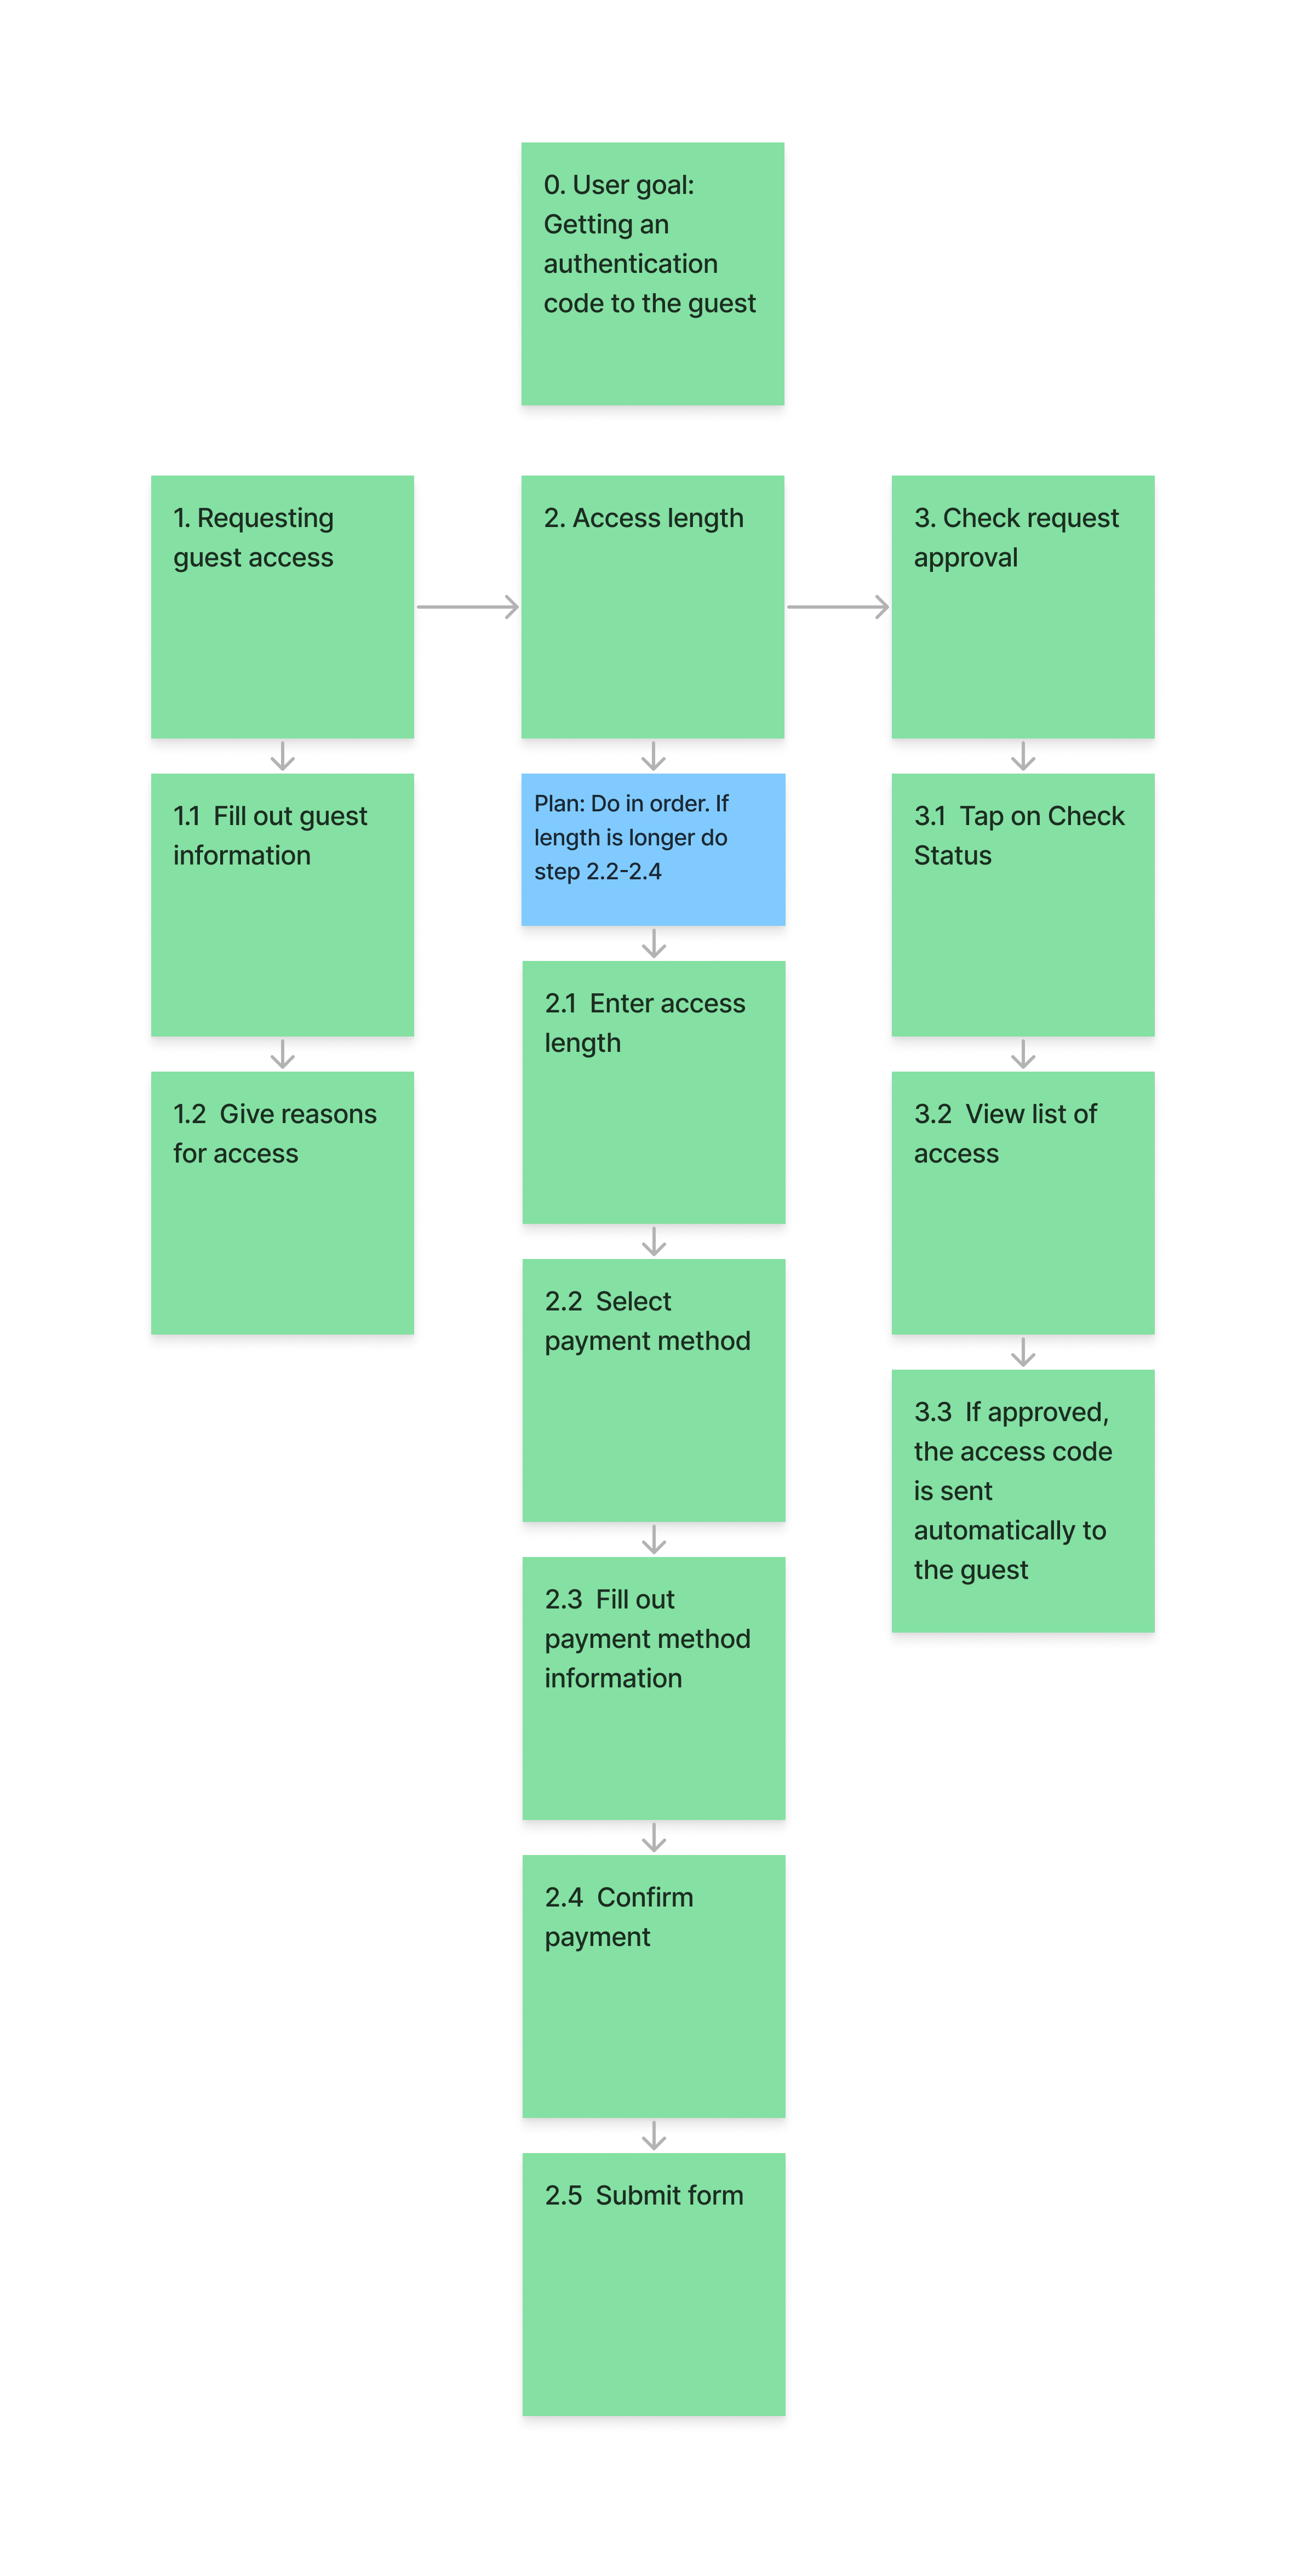 0. User goal:
Getting an
authentication
code to the guest
1. Requesting
guest access
2. Access length
3. Check request
approval
1.1 Fill out guest
information
1.2 Give reasons
for access
Plan: Do in order. If
length is longer do
step 2.2-2.4
2.1 Enter access
length
2.2 Select
payment method
2.3 Fill out
payment method
information
2.4 Confirm
payment
2.5 Submit form
3.1 Tap on Check
Status
3.2 View list of
access
3.3 If approved,
the access code
is sent
automatically to
the guest